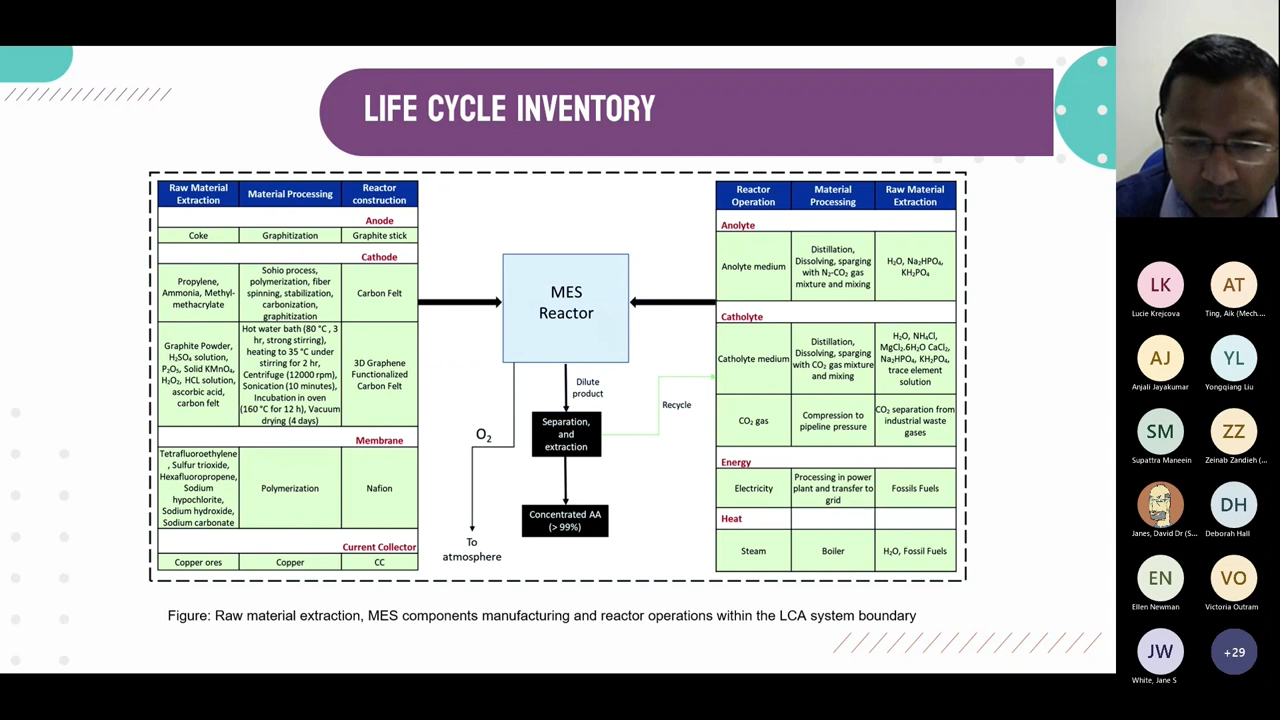 LIFE CYCLE INVENTORY
Raw Material
Extraction
Material Processing
Reactor
construction
Anode
Coke
Graphitization
Graphite stick
Cathode
Propylene,
Ammonia, Methyl-
methacrylate
Sohio process,
polymerization, fiber
spinning, stabilization,
carbonization,
graphitization
Carbon Felt
Graphite Powder,
H₂SO₄ solution,
P₂O₅, Solid KMnO₄,
H₂O₂, HCL solution,
ascorbic acid,
carbon felt
Hot water bath (80 °C , 3
hr, strong stirring),
heating to 35 °C under
stirring for 2 hr,
Centrifuge (12000 rpm),
Sonication (10 minutes),
Incubation in oven
(160 °C for 12 h), Vacuum
drying (4 days)
3D Graphene
Functionalized
Carbon Felt
Membrane
Tetrafluoroethylene
, Sulfur trioxide,
Hexafluoropropene,
Sodium
hypochlorite,
Sodium hydroxide,
Sodium carbonate
Polymerization
Nafion
Current Collector
Copper ores
Copper
CC
MES
Reactor
Dilute
product
Separation,
and
extraction
Recycle
O₂
To
atmosphere
Concentrated AA
(> 99%)
Reactor
Operation
Material
Processing
Raw Material
Extraction
Anolyte
Anolyte medium
Distillation,
Dissolving, sparging
with N₂-CO₂ gas
mixture and mixing
H₂O, Na₂HPO₄,
KH₂PO₄
Catholyte
Catholyte medium
Distillation,
Dissolving, sparging
with CO₂ gas mixture
and mixing
H₂O, NH₄Cl,
MgCl₂.6H₂O CaCl₂,
Na₂HPO₄, KH₂PO₄,
trace element
solution
CO₂ gas
Compression to
pipeline pressure
CO₂ separation from
industrial waste
gases
Energy
Electricity
Processing in power
plant and transfer to
grid
Fossils Fuels
Heat
Steam
Boiler
H₂O, Fossil Fuels
Figure: Raw material extraction, MES components manufacturing and reactor operations within the LCA system boundary
LK
Lucie Krejcova
AT
Ting, Aik (Mech....
AJ
Anjali Jayakumar
YL
Yongqiang Liu
SM
Supattra Maneein
ZZ
Zeinab Zandieh (...
Janes, David Dr (S...
DH
Deborah Hall
EN
Ellen Newman
VO
Victoria Outram
JW
White, Jane S
+29